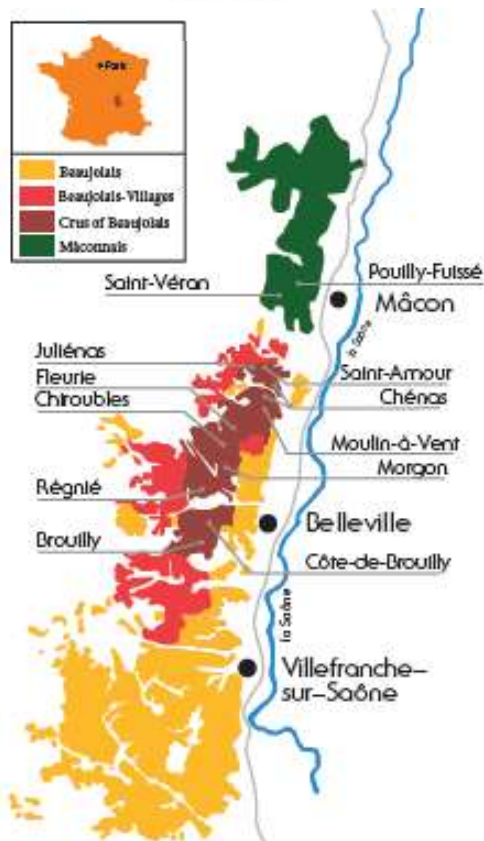 Paris
Beaujolais
Beaujolais-Villages
Crus of Beaujolais
Mâconnais
Saint-Véran
Pouilly-Fuissé
Mâcon
la Saône
Juliénas
Saint-Amour
Fleurie
Chénas
Chiroubles
Moulin-à-Vent
Morgon
Régnié
Belleville
Brouilly
Côte-de-Brouilly
la Saône
Villefranche-
sur-Saône